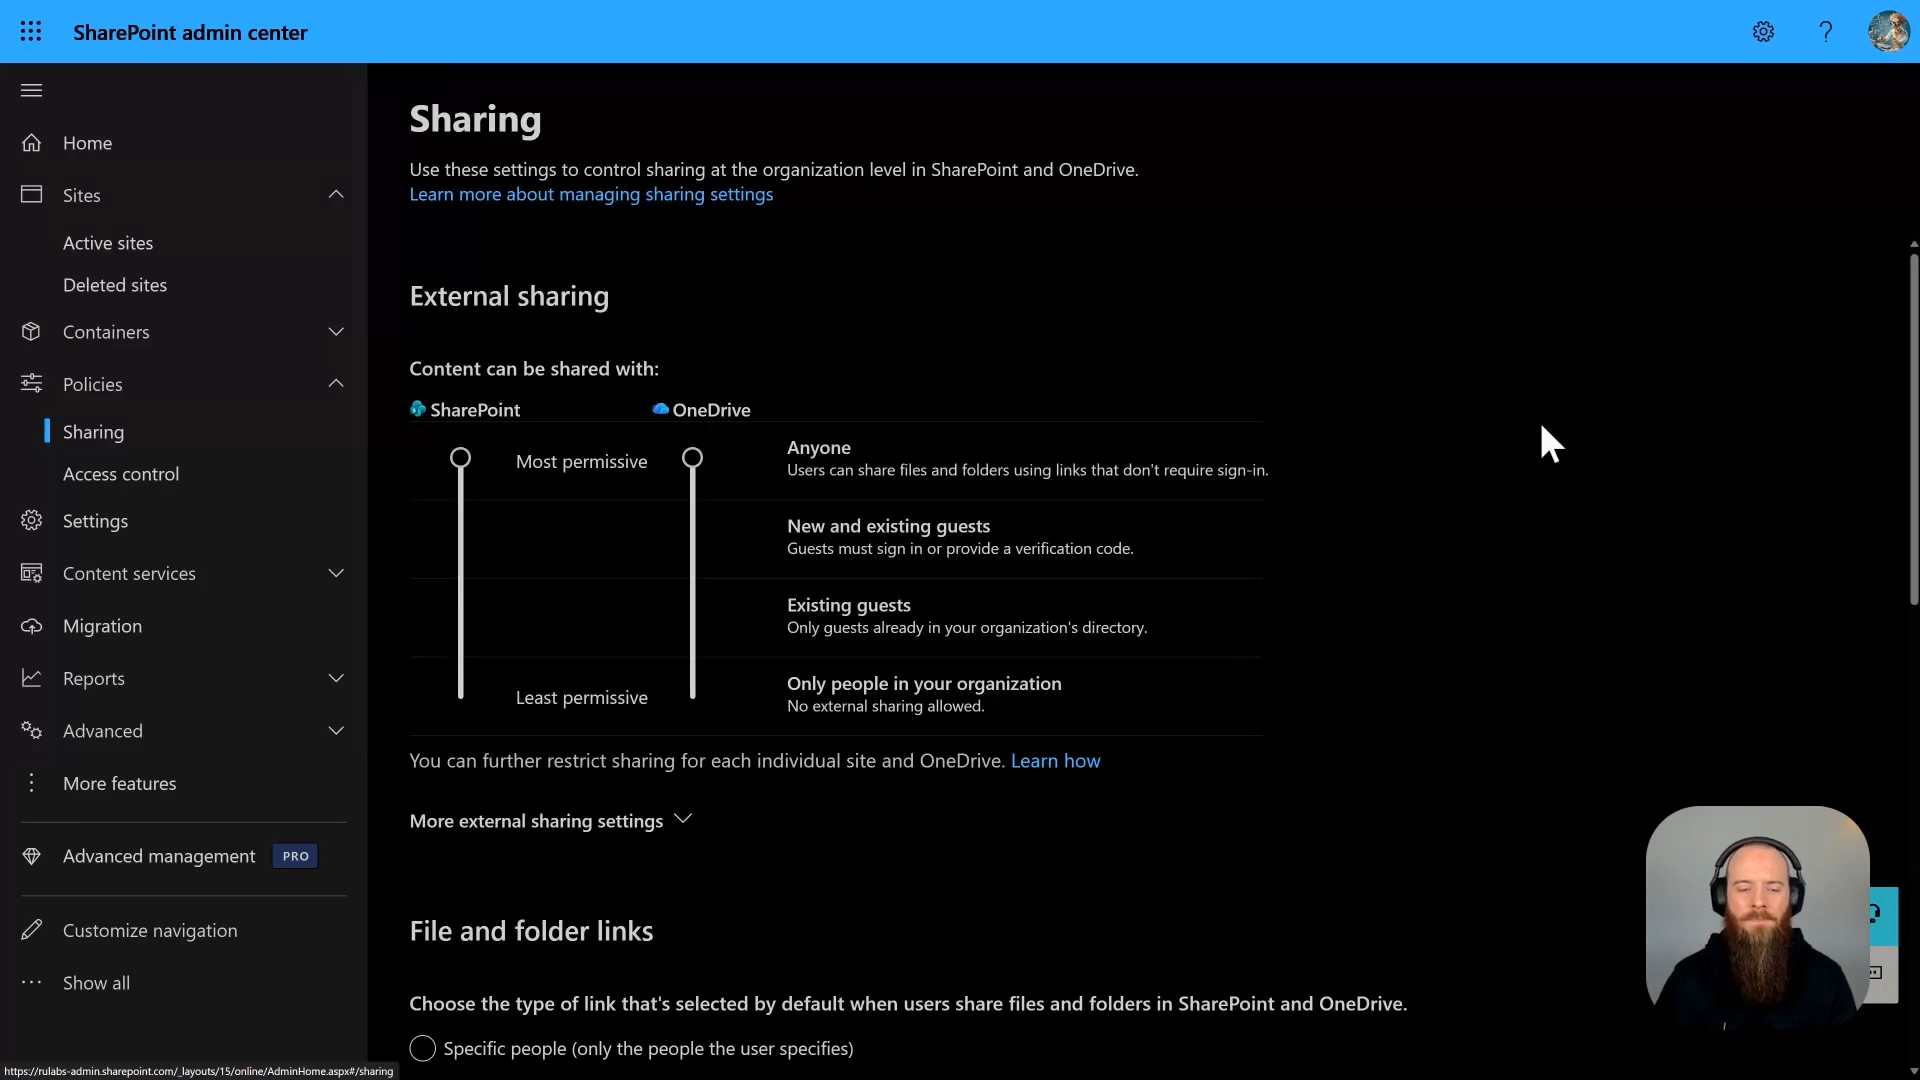 SharePoint admin center
Home
Sites
Active sites
Deleted sites
Containers
Policies
Sharing
Access control
Settings
Content services
Migration
Reports
Advanced
More features
Advanced management PRO
Customize navigation
Show all
https://rulabs-admin.sharepoint.com/_layouts/15/online/AdminHome.aspx#/sharing
Sharing
Use these settings to control sharing at the organization level in SharePoint and OneDrive.
Learn more about managing sharing settings
External sharing
Content can be shared with:
SharePoint OneDrive
Most permissive
Anyone
Users can share files and folders using links that don't require sign-in.
New and existing guests
Guests must sign in or provide a verification code.
Existing guests
Only guests already in your organization's directory.
Least permissive
Only people in your organization
No external sharing allowed.
You can further restrict sharing for each individual site and OneDrive. Learn how
More external sharing settings
File and folder links
Choose the type of link that's selected by default when users share files and folders in SharePoint and OneDrive.
Specific people (only the people the user specifies)